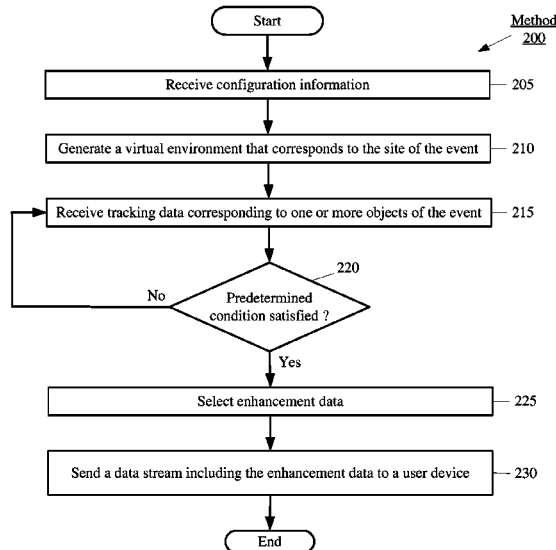 Start
Method
200
Receive configuration information
205
Generate a virtual environment that corresponds to the site of the event
210
Receive tracking data corresponding to one or more objects of the event
215
220
No
Predetermined
condition satisfied ?
Yes
Select enhancement data
225
Send a data stream including the enhancement data to a user device
230
End